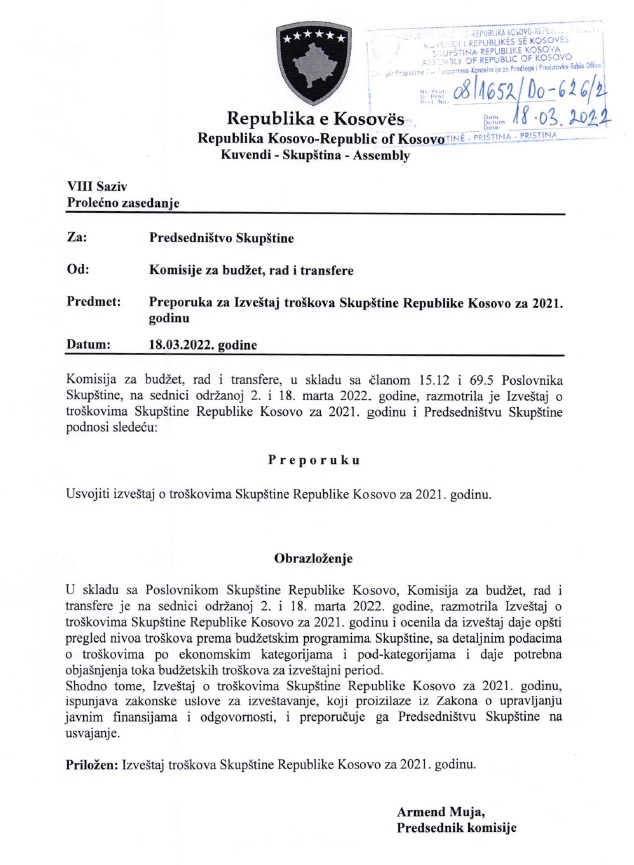 REPUBLIKA KOSOVO-
KUVENDI I REPUBLIKËS SË KOSOVËS
SKUPŠTINA REPUBLIKE KOSOVA
ASSEMBLY OF REPUBLIC OF KOSOVO
Predloge i Predstavke-Table Office
Nr. Prot.
Br. Prot.
Prot. No.
08/1652/Do-626/2
Data
Datum
Date
18.03.2022
PRIŠTINË - PRIŠTINA - PRISTINA
Republika e Kosovës
Republika Kosovo-Republic of Kosovo
Kuvendi - Skupština - Assembly
VIII Saziv
Prolećno zasedanje
Za: Predsedništvo Skupštine
Od: Komisije za budžet, rad i transfere
Predmet: Preporuka za Izveštaj troškova Skupštine Republike Kosovo za 2021.
godinu
Datum: 18.03.2022. godine
Komisija za budžet, rad i transfere, u skladu sa članom 15.12 i 69.5 Poslovnika
Skupštine, na sednici održanoj 2. i 18. marta 2022. godine, razmotrila je Izveštaj o
troškovima Skupštine Republike Kosovo za 2021. godinu i Predsedništvu Skupštine
podnosi sledeću:
P r e p o r u k u
Usvojiti izveštaj o troškovima Skupštine Republike Kosovo za 2021. godinu.
Obrazloženje
U skladu sa Poslovnikom Skupštine Republike Kosovo, Komisija za budžet, rad i
transfere je na sednici održanoj 2. i 18. marta 2022. godine, razmotrila Izveštaj o
troškovima Skupštine Republike Kosovo za 2021. godinu i ocenila da izveštaj daje opšti
pregled nivoa troškova prema budžetskim programima Skupštine, sa detaljnim podacima
o troškovima po ekonomskim kategorijama i pod-kategorijama i daje potrebna
objašnjenja toka budžetskih troškova za izveštajni period.
Shodno tome, Izveštaj o troškovima Skupštine Republike Kosovo za 2021. godinu,
ispunjava zakonske uslove za izveštavanje, koji proizilaze iz Zakona o upravljanju
javnim finansijama i odgovornosti, i preporučuje ga Predsedništvu Skupštine na
usvajanje.
Priložen: Izveštaj troškova Skupštine Republike Kosovo za 2021. godinu.
Armend Muja,
Predsednik komisije